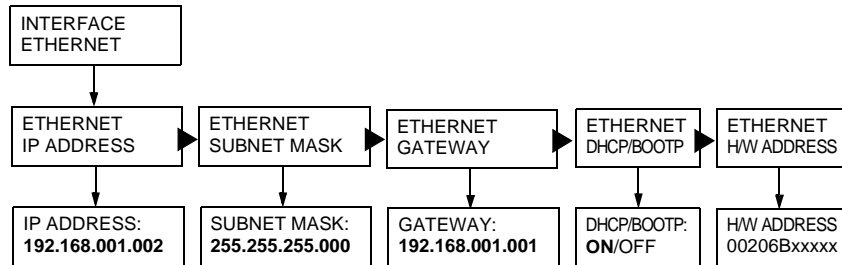 INTERFACE
ETHERNET
ETHERNET
IP ADDRESS
ETHERNET
SUBNET MASK
ETHERNET
GATEWAY
ETHERNET
DHCP/BOOTP
ETHERNET
H/W ADDRESS
IP ADDRESS:
192.168.001.002
SUBNET MASK:
255.255.255.000
GATEWAY:
192.168.001.001
DHCP/BOOTP:
ON/OFF
H/W ADDRESS
00206Bxxxxx